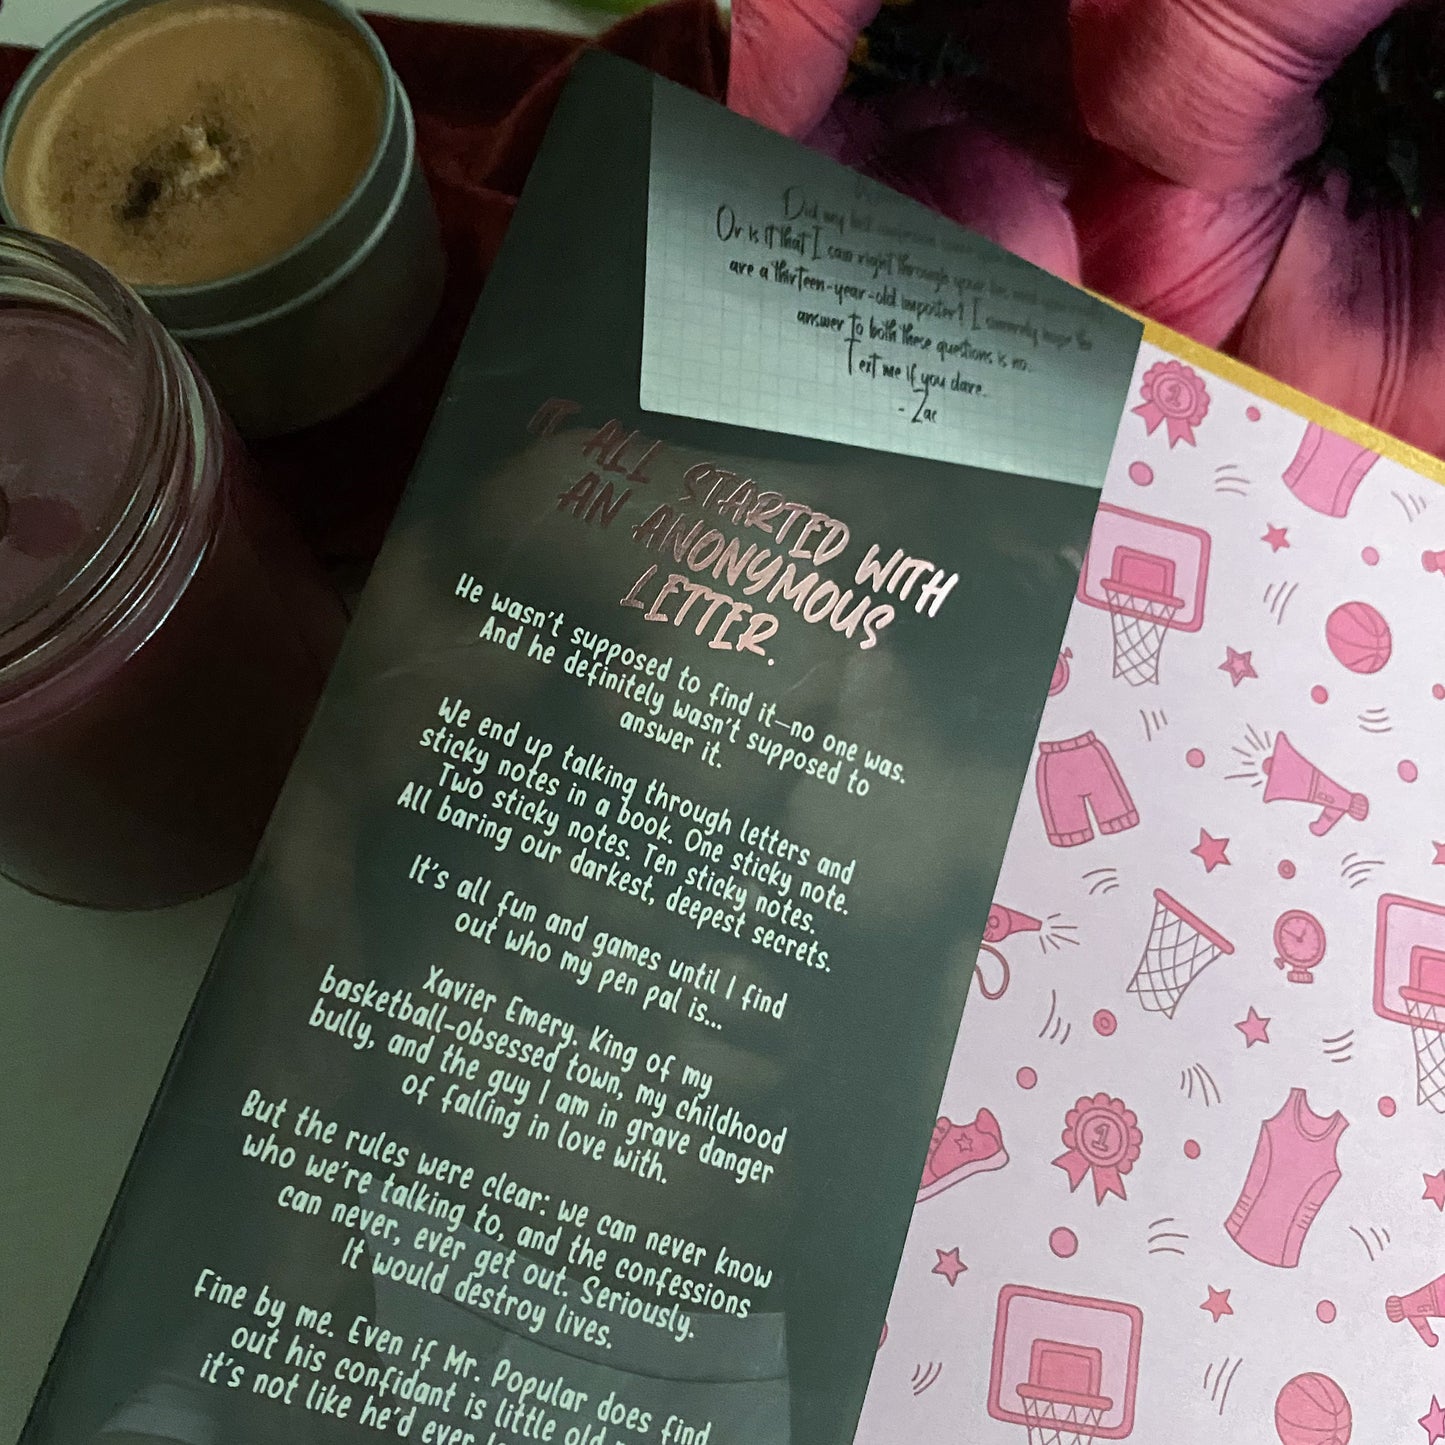 Did my last
Or is it that I saw right through your
are a thirteen-year-old imposter? I sincerely hope the
answer to both these questions is no.
Text me if you dare.
- Zac
IT ALL STARTED WITH
AN ANONYMOUS
LETTER.
He wasn't supposed to find it—no one was.
And he definitely wasn't supposed to
answer it.
We end up talking through letters and
sticky notes in a book. One sticky note.
Two sticky notes. Ten sticky notes.
All baring our darkest, deepest secrets.
It's all fun and games until I find
out who my pen pal is...
Xavier Emery. King of my
basketball-obsessed town, my childhood
bully, and the guy I am in grave danger
of falling in love with.
But the rules were clear: we can never know
who we're talking to, and the confessions
can never, ever get out. Seriously.
It would destroy lives.
Fine by me. Even if Mr. Popular does find
out his confidant is little old
it's not like he'd ever
1
1